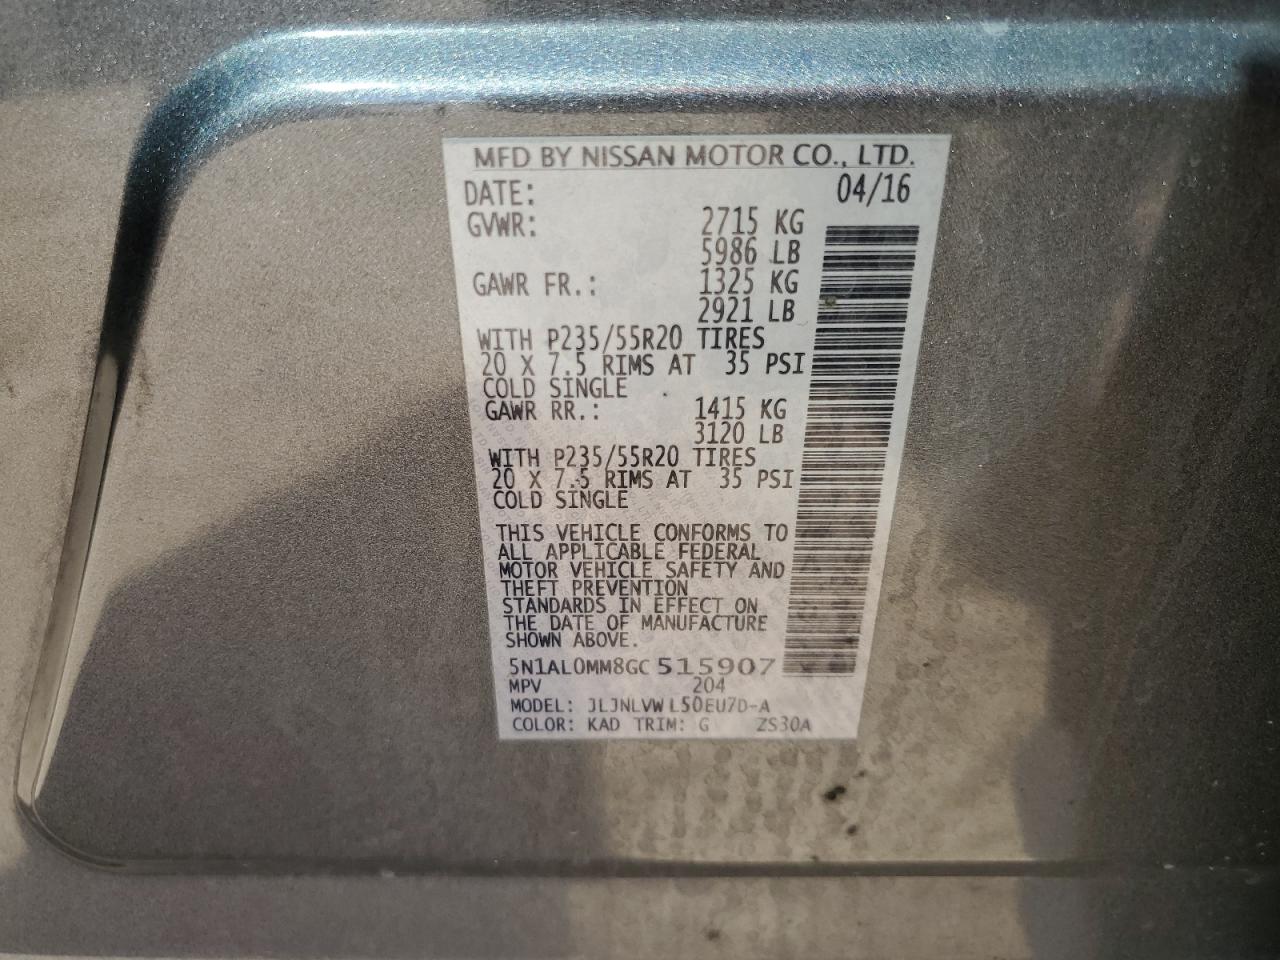 MFD BY NISSAN MOTOR CO., LTD.
DATE: 04/16
GVWR: 2715 KG
5986 LB
GAWR FR.: 1325 KG
2921 LB
WITH P235/55R20 TIRES
20 X 7.5 RIMS AT 35 PSI
COLD SINGLE
GAWR RR.: 1415 KG
3120 LB
WITH P235/55R20 TIRES
20 X 7.5 RIMS AT 35 PSI
COLD SINGLE
THIS VEHICLE CONFORMS TO
ALL APPLICABLE FEDERAL
MOTOR VEHICLE SAFETY AND
THEFT PREVENTION
STANDARDS IN EFFECT ON
THE DATE OF MANUFACTURE
SHOWN ABOVE.
5N1AL0MM8GC 515907
MPV 204
MODEL: JLJNLVW L50EU7D-A
COLOR: KAD TRIM: G ZS30A